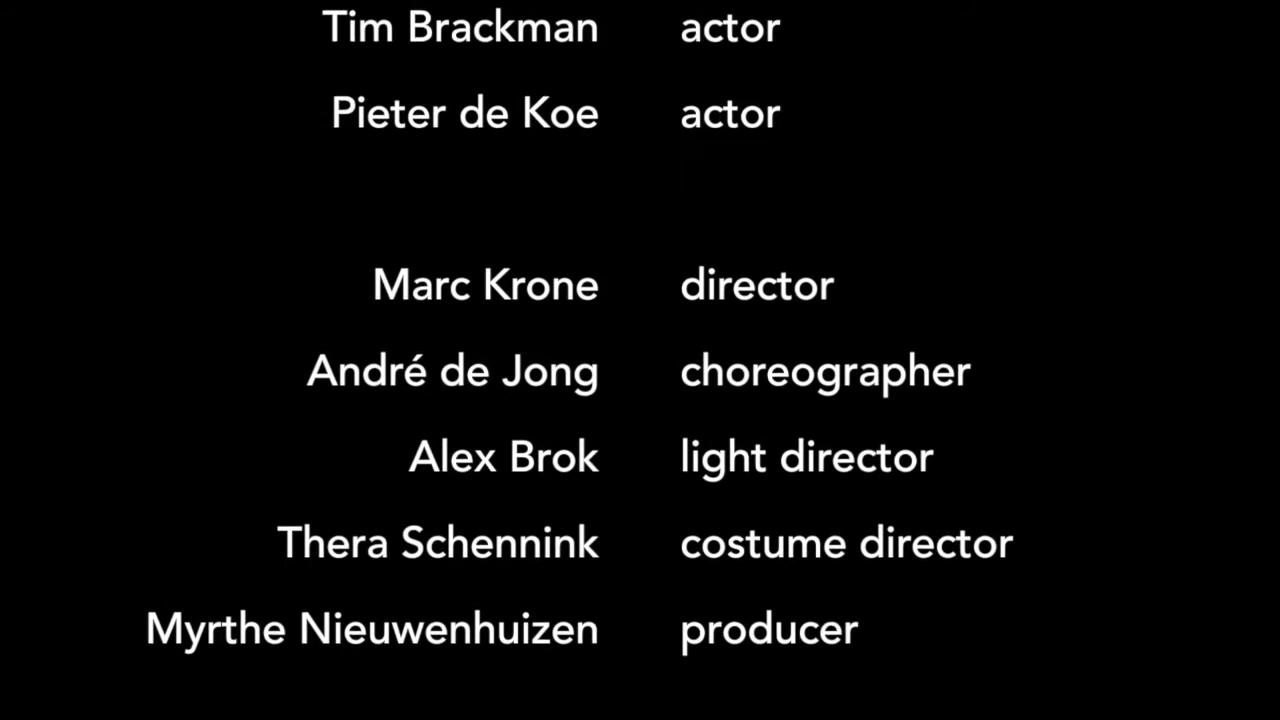 Tim Brackman actor
Pieter de Koe actor
Marc Krone director
André de Jong choreographer
Alex Brok light director
Thera Schennink costume director
Myrthe Nieuwenhuizen producer